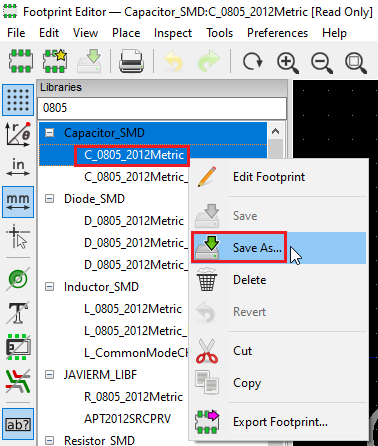 Footprint Editor — Capacitor_SMD:C_0805_2012Metric [Read Only]
File Edit View Place Inspect Tools Preferences Help
Libraries
0805
Capacitor_SMD
C_0805_2012Metric
C_0805_2012Metric_
Diode_SMD
D_0805_2012Metric
D_0805_2012Metric_
D_0805_2012Metric_
Inductor_SMD
L_0805_2012Metric
L_0805_2012Metric_
L_CommonModeCh
JAVIERM_LIBF
R_0805_2012Metric
APT2012SRCPRV
Resistor_SMD
Edit Footprint
Save
Save As...
Delete
Revert
Cut
Copy
Export Footprint...
r
θ
in
mm
T
ab?